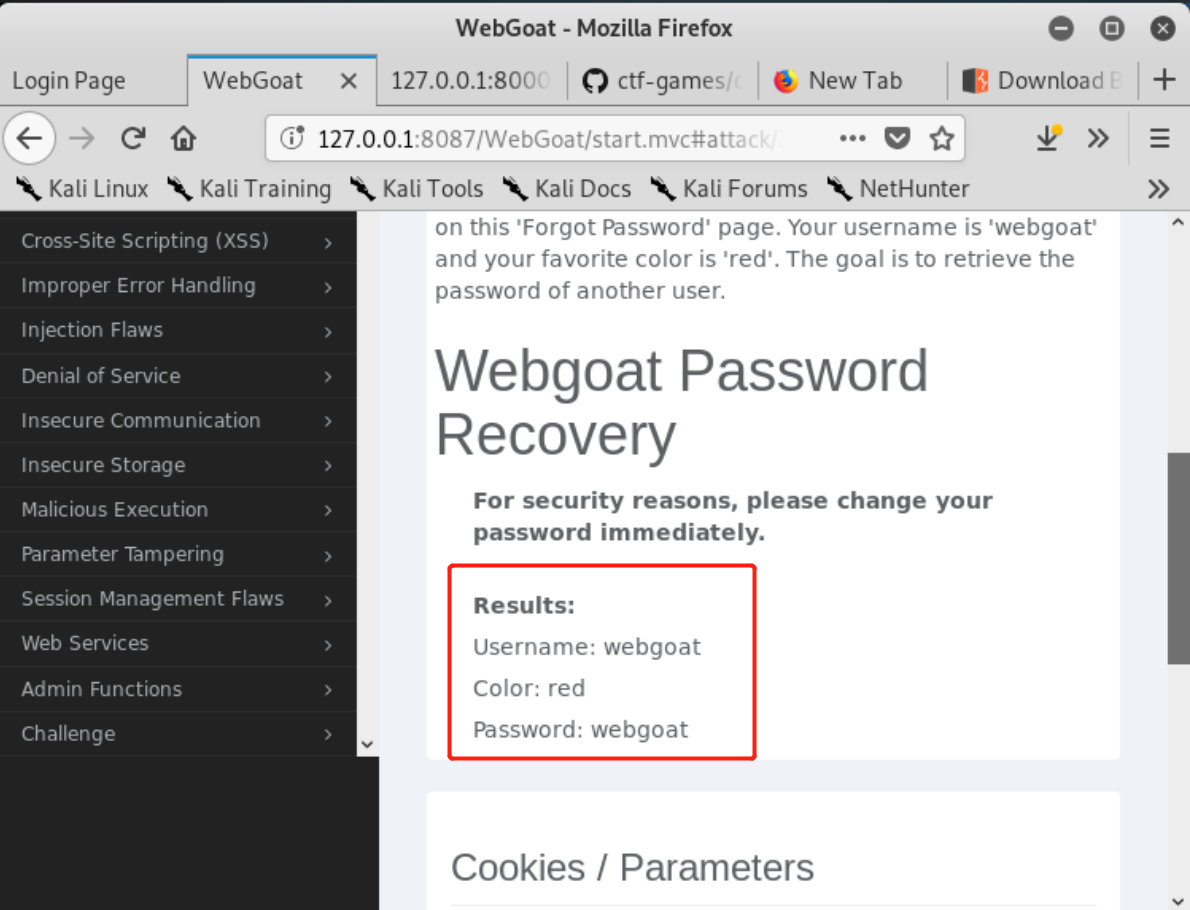 WebGoat - Mozilla Firefox
Login Page
WebGoat
127.0.0.1:8000
ctf-games/
New Tab
Download B
127.0.0.1:8087/WebGoat/start.mvc#attack/
Kali Linux
Kali Training
Kali Tools
Kali Docs
Kali Forums
NetHunter
Cross-Site Scripting (XSS)
Improper Error Handling
Injection Flaws
Denial of Service
Insecure Communication
Insecure Storage
Malicious Execution
Parameter Tampering
Session Management Flaws
Web Services
Admin Functions
Challenge
on this 'Forgot Password' page. Your username is 'webgoat'
and your favorite color is 'red'. The goal is to retrieve the
password of another user.
Webgoat Password
Recovery
For security reasons, please change your
password immediately.
Results:
Username: webgoat
Color: red
Password: webgoat
Cookies / Parameters